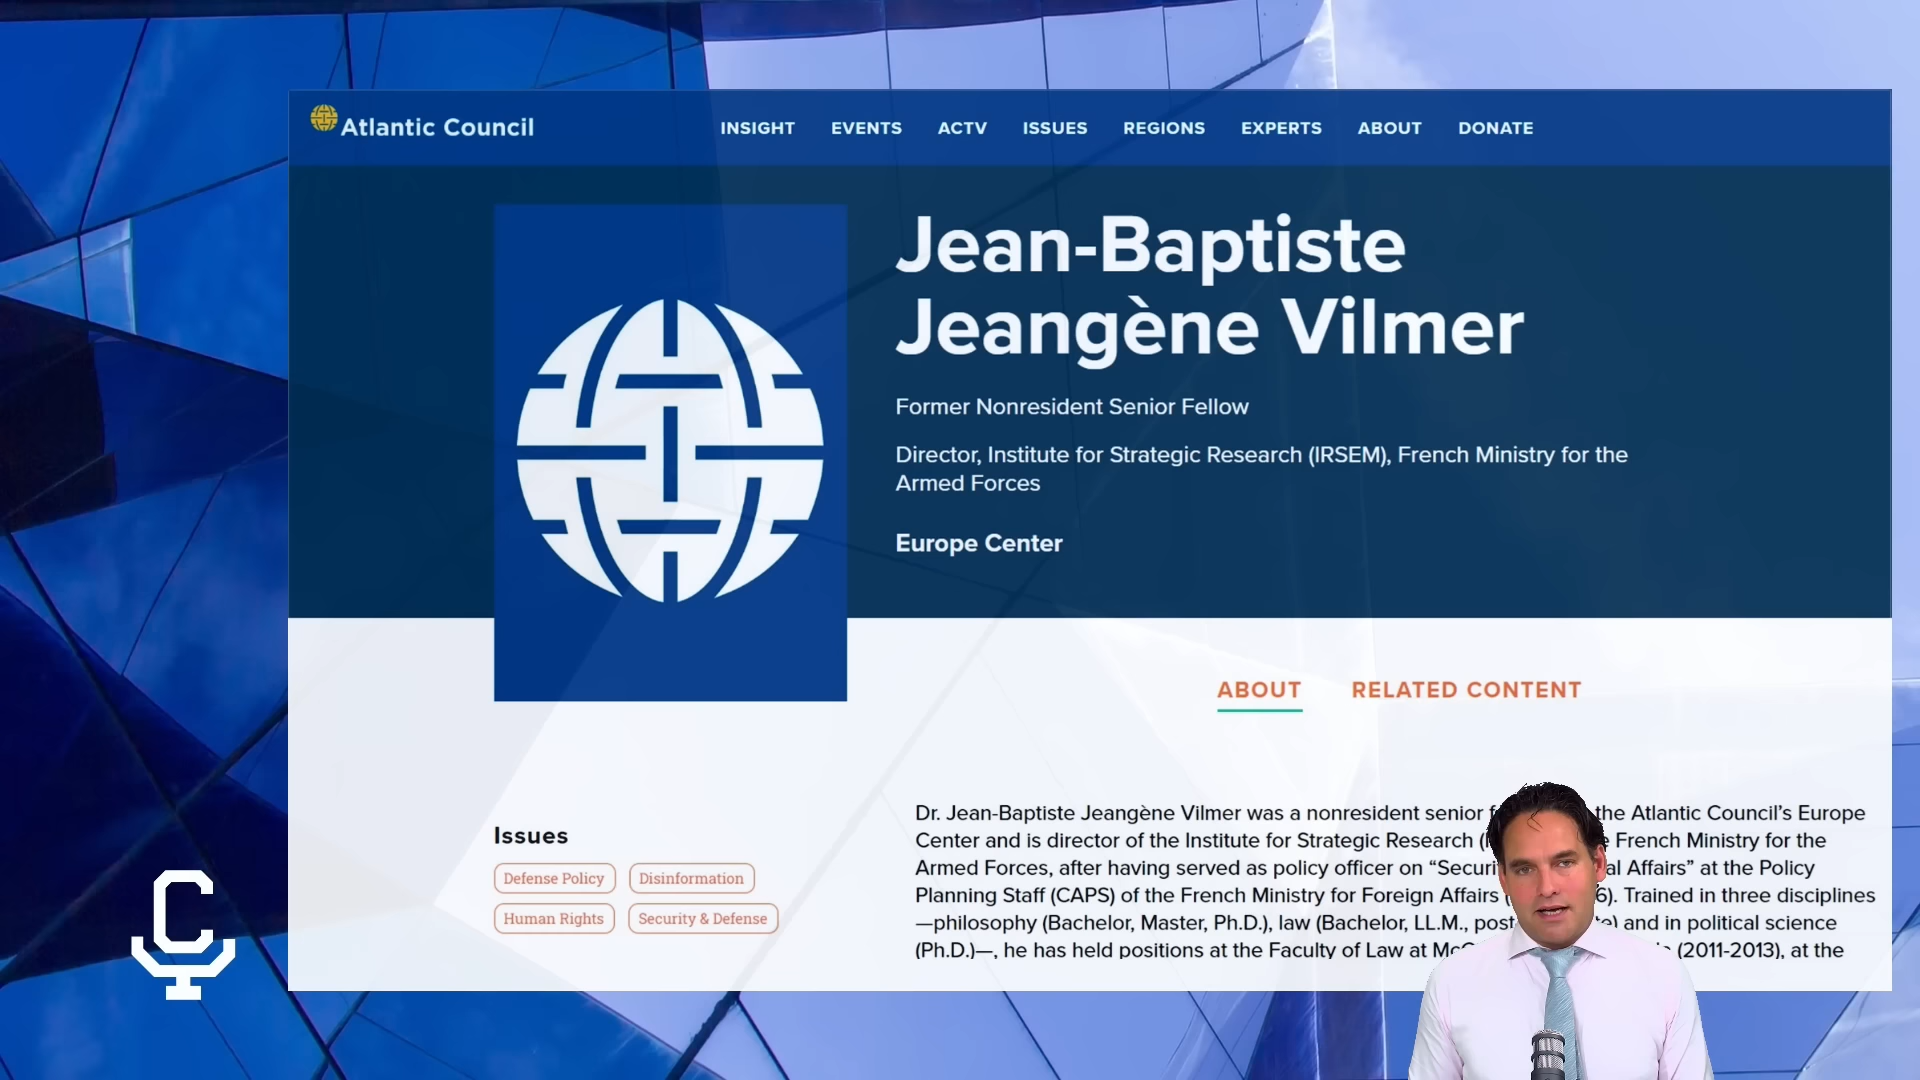 Atlantic Council
INSIGHT EVENTS ACTV ISSUES REGIONS EXPERTS ABOUT DONATE
Jean-Baptiste
Jeangène Vilmer
Former Nonresident Senior Fellow
Director, Institute for Strategic Research (IRSEM), French Ministry for the
Armed Forces
Europe Center
ABOUT RELATED CONTENT
Issues
Defense Policy Disinformation
Human Rights Security & Defense
Dr. Jean-Baptiste Jeangène Vilmer was a nonresident senior the Atlantic Council's Europe
Center and is director of the Institute for Strategic Research French Ministry for the
Armed Forces, after having served as policy officer on Affairs" at the Policy
Planning Staff (CAPS) of the French Ministry for Foreign Affairs Trained in three disciplines
—philosophy (Bachelor, Master, Ph.D.), law (Bachelor, LL.M., and in political science
(Ph.D.)—, he has held positions at the Faculty of Law at (2011-2013), at the